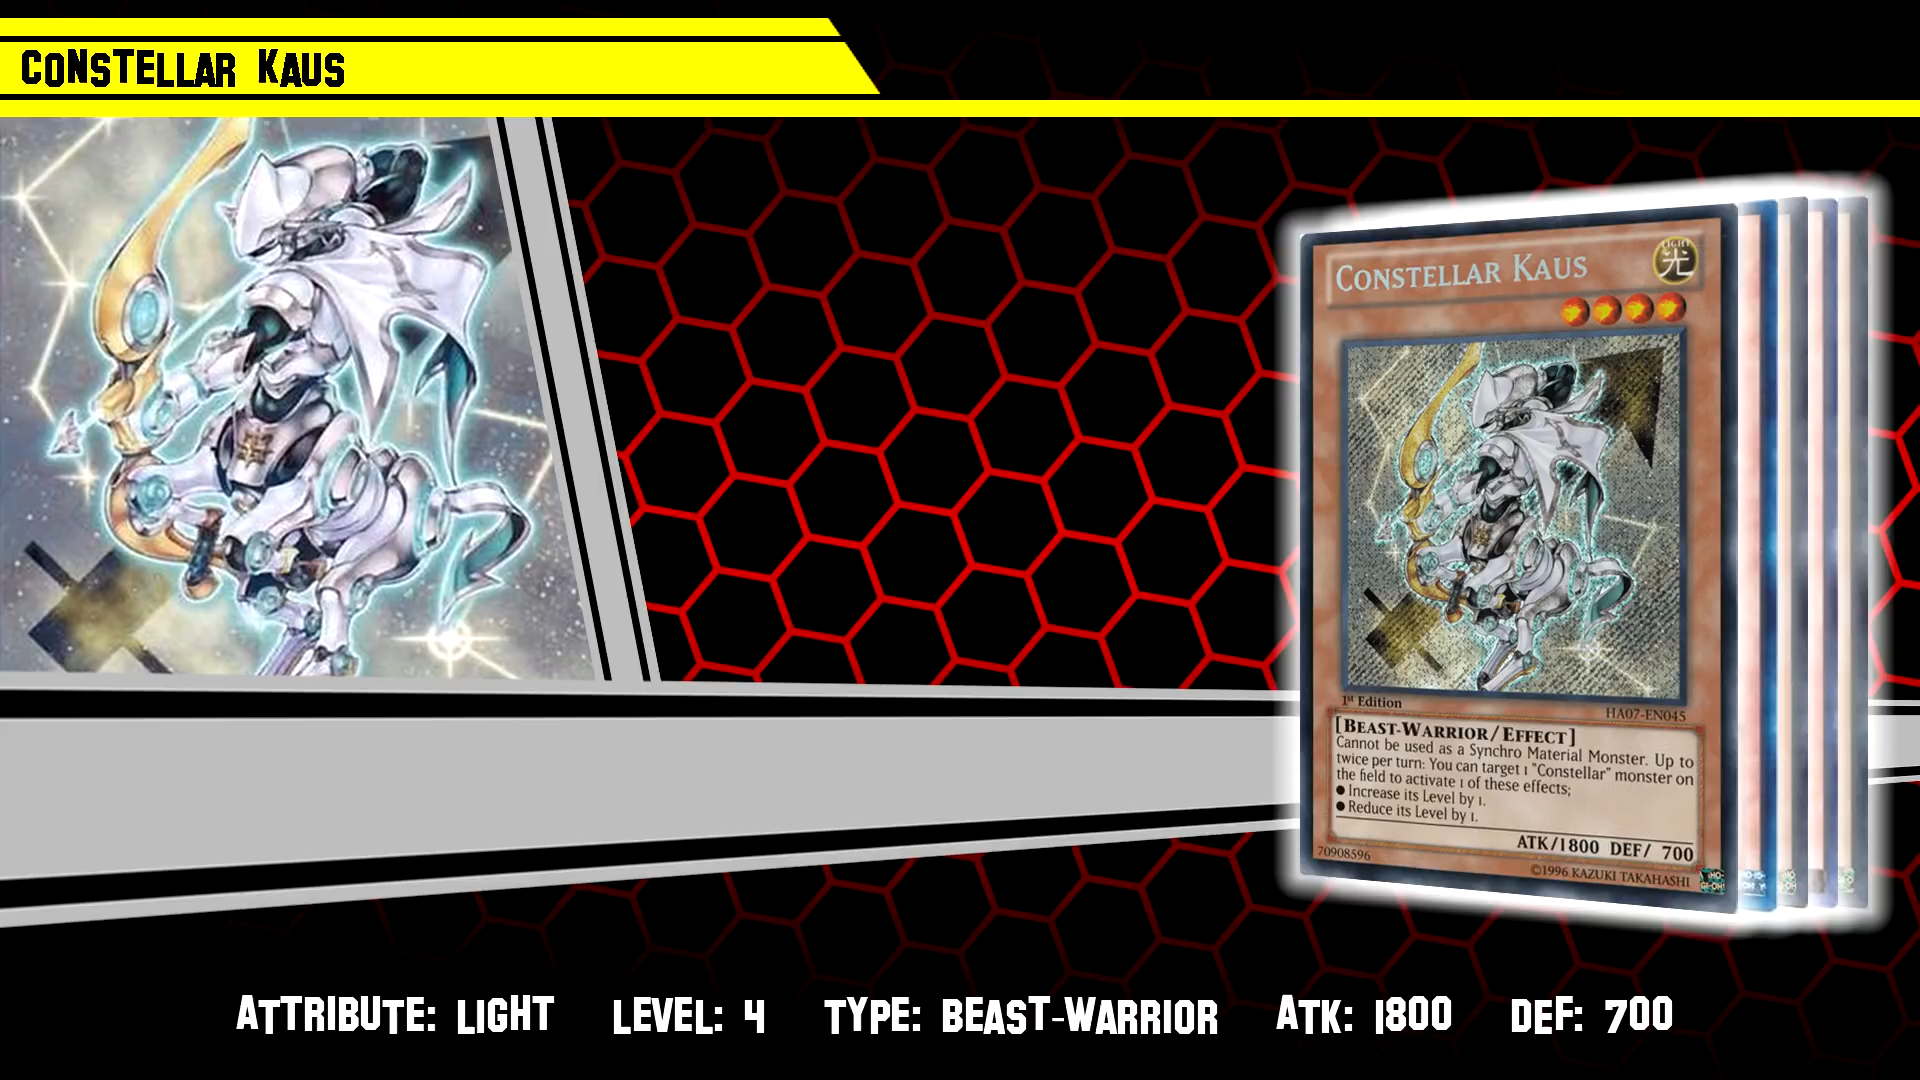 CONSTELLAR KAUS
CONSTELLAR KAUS
LIGHT
光
1st Edition
HA07-EN045
[BEAST-WARRIOR/EFFECT]
Cannot be used as a Synchro Material Monster. Up to
twice per turn: You can target 1 "Constellar" monster on
the field to activate 1 of these effects;
● Increase its Level by 1.
● Reduce its Level by 1.
ATK/1800 DEF/ 700
70908596
©1996 KAZUKI TAKAHASHI
ATTRIBUTE: LIGHT LEVEL: 4 TYPE: BEAST-WARRIOR ATK: 1800 DEF: 700